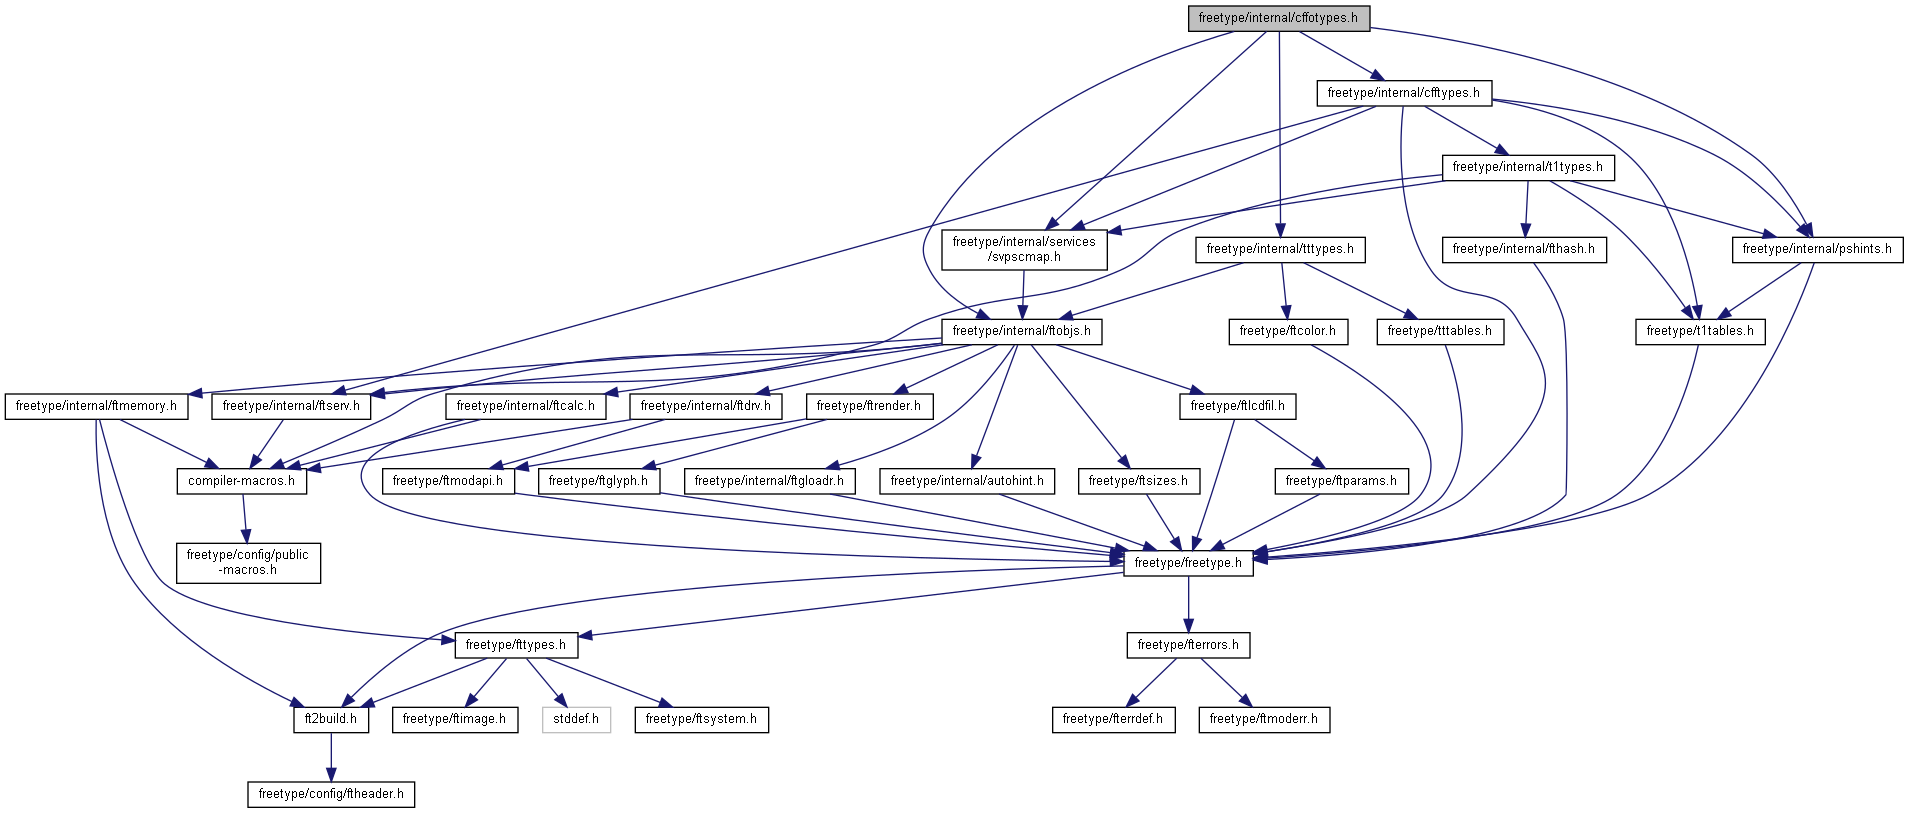 freetype/internal/cffotypes.h
freetype/internal/cfftypes.h
freetype/internal/t1types.h
freetype/internal/services
/svpscmap.h
freetype/internal/tttypes.h
freetype/internal/fthash.h
freetype/internal/pshints.h
freetype/internal/ftobjs.h
freetype/ftcolor.h
freetype/tttables.h
freetype/t1tables.h
freetype/internal/ftmemory.h
freetype/internal/ftserv.h
freetype/internal/ftcalc.h
freetype/internal/ftdrv.h
freetype/ftrender.h
freetype/ftlcdfil.h
compiler-macros.h
freetype/ftmodapi.h
freetype/ftglyph.h
freetype/internal/ftgloadr.h
freetype/internal/autohint.h
freetype/ftsizes.h
freetype/ftparams.h
freetype/config/public
-macros.h
freetype/freetype.h
freetype/fttypes.h
freetype/fterrors.h
ft2build.h
freetype/ftimage.h
stddef.h
freetype/ftsystem.h
freetype/fterrdef.h
freetype/ftmoderr.h
freetype/config/ftheader.h